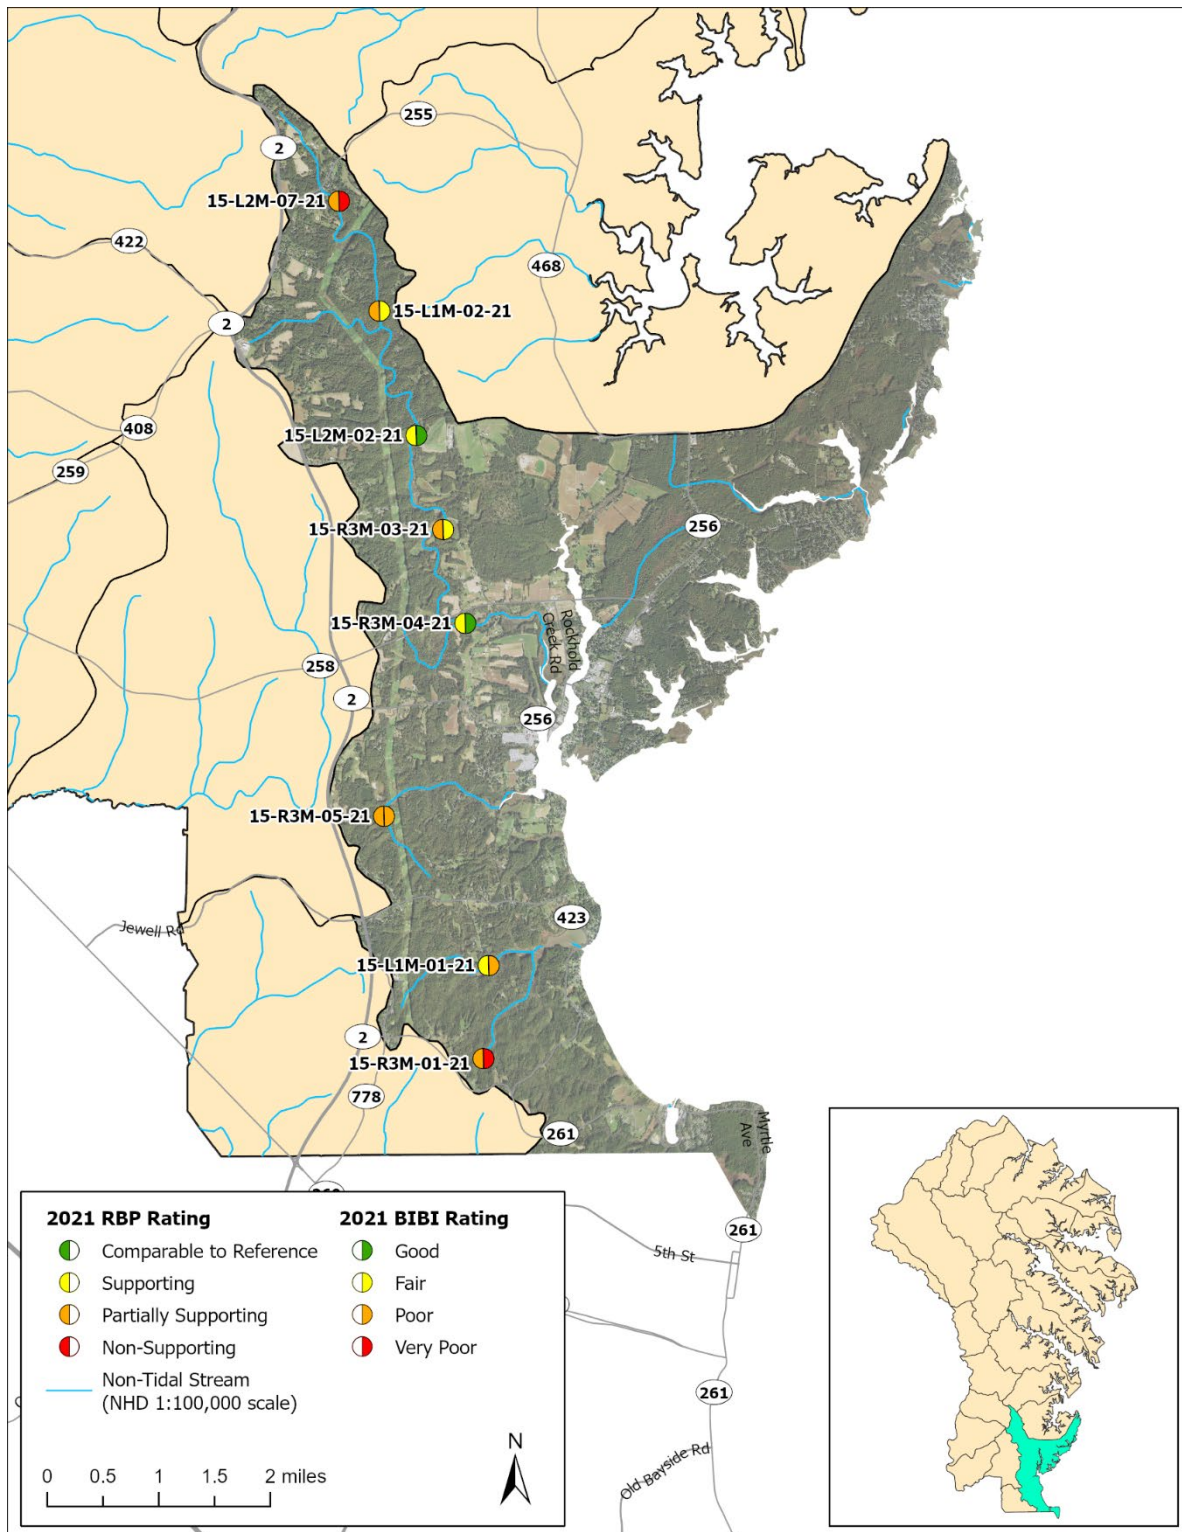 255
2
15-L2M-07-21
422
468
15-L1M-02-21
2
408
15-L2M-02-21
259
256
15-R3M-03-21
Rockhold
Creek Rd
15-R3M-04-21
258
2
256
15-R3M-05-21
423
Jewell Rd
15-L1M-01-21
2
15-R3M-01-21
778
261
Myrtle
Ave
2021 RBP Rating
Comparable to Reference
Supporting
Partially Supporting
Non-Supporting
Non-Tidal Stream
(NHD 1:100,000 scale)
2021 BIBI Rating
Good
Fair
Poor
Very Poor
0 0.5 1 1.5 2 miles
N
261
5th St
261
Old Bayside Rd